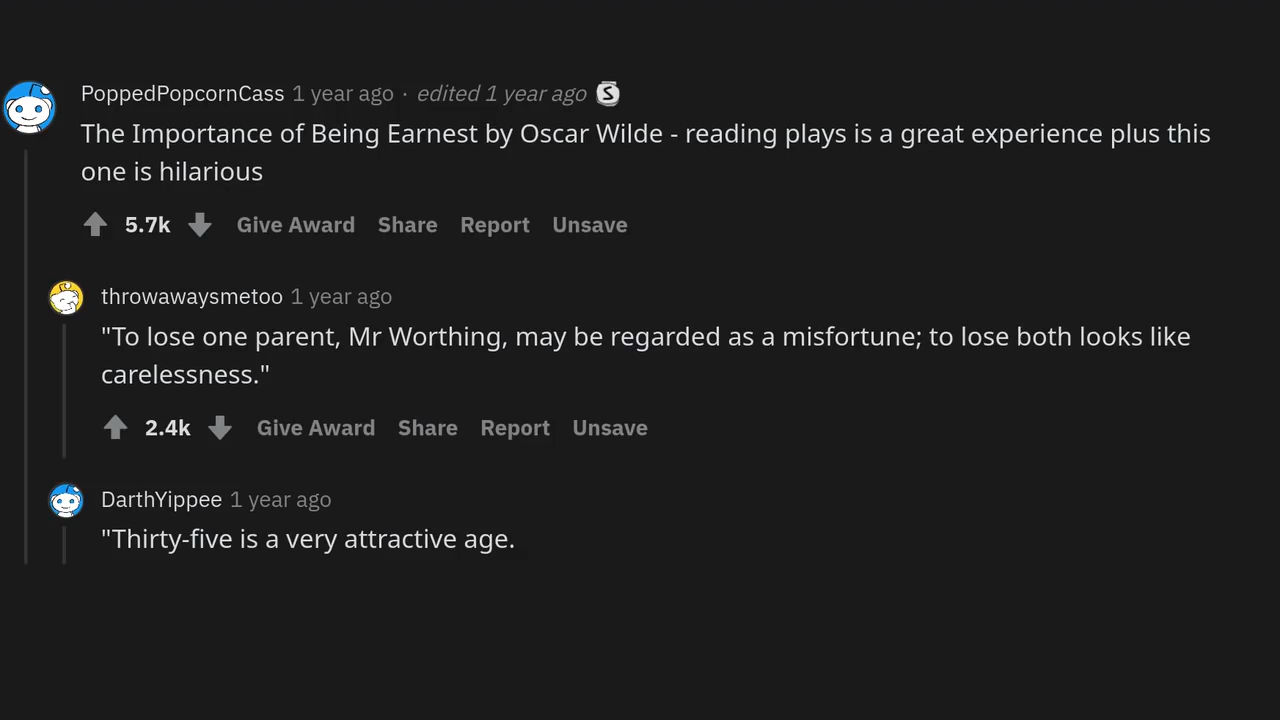 PoppedPopcornCass 1 year ago · edited 1 year ago S
The Importance of Being Earnest by Oscar Wilde - reading plays is a great experience plus this
one is hilarious
5.7k Give Award Share Report Unsave
throwawaysmetoo 1 year ago
"To lose one parent, Mr Worthing, may be regarded as a misfortune; to lose both looks like
carelessness."
2.4k Give Award Share Report Unsave
DarthYippee 1 year ago
"Thirty-five is a very attractive age.